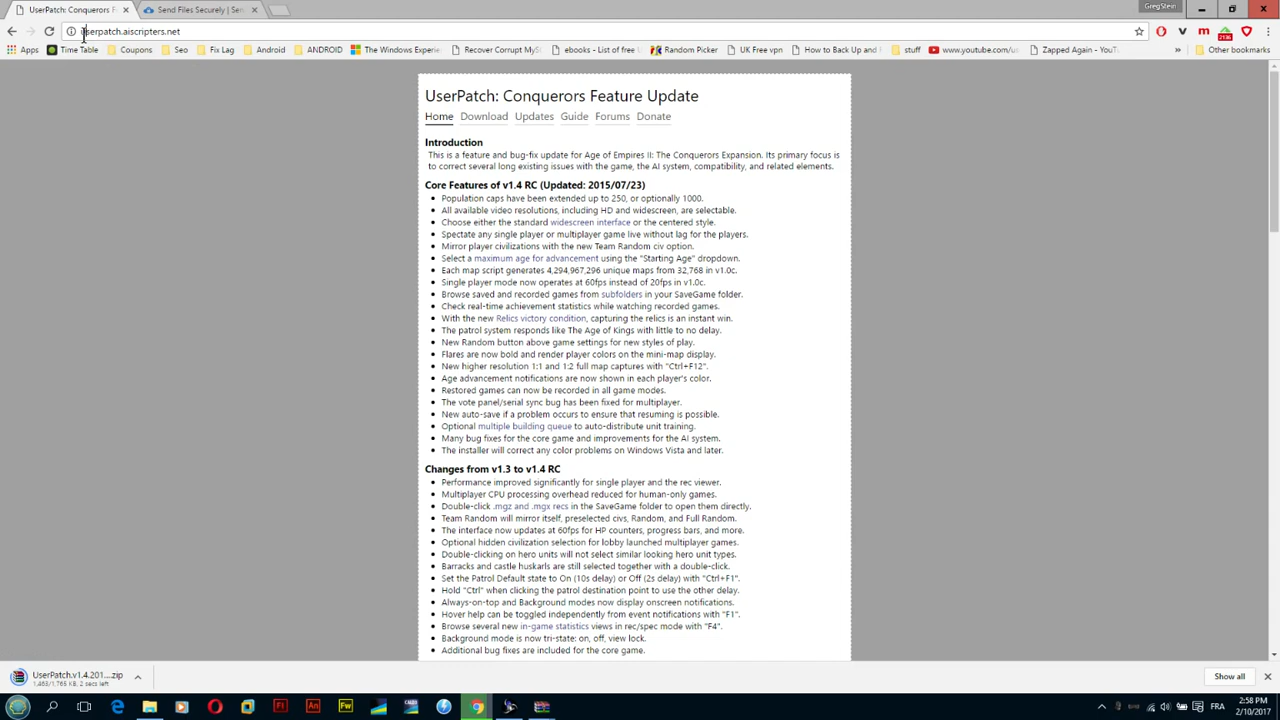 UserPatch: Conquerors F
Send Files Securely | Sen
GregStein
userpatch.aiscripters.net
Apps
Time Table
Coupons
Seo
Fix Lag
Android
ANDROID
The Windows Experie
Recover Corrupt MyS
ebooks - List of free
Random Picker
UK Free vpn
How to Back Up and
stuff
www.youtube.com/u
Zapped Again - YouT
»
Other bookmarks
UserPatch: Conquerors Feature Update
Home Download Updates Guide Forums Donate
Introduction
This is a feature and bug-fix update for Age of Empires II: The Conquerors Expansion. Its primary focus is
to correct several long existing issues with the game, the AI system, compatibility, and related elements.
Core Features of v1.4 RC (Updated: 2015/07/23)
• Population caps have been extended up to 250, or optionally 1000.
• All available video resolutions, including HD and widescreen, are selectable.
• Choose either the standard widescreen interface or the centered style.
• Spectate any single player or multiplayer game live without lag for the players.
• Mirror player civilizations with the new Team Random civ option.
• Select a maximum age for advancement using the "Starting Age" dropdown.
• Each map script generates 4,294,967,296 unique maps from 32,768 in v1.0c.
• Single player mode now operates at 60fps instead of 20fps in v1.0c.
• Browse saved and recorded games from subfolders in your SaveGame folder.
• Check real-time achievement statistics while watching recorded games.
• With the new Relics victory condition, capturing the relics is an instant win.
• The patrol system responds like The Age of Kings with little to no delay.
• New Random button above game settings for new styles of play.
• Flares are now bold and render player colors on the mini-map display.
• New higher resolution 1:1 and 1:2 full map captures with "Ctrl+F12".
• Age advancement notifications are now shown in each player's color.
• Restored games can now be recorded in all game modes.
• The vote panel/serial sync bug has been fixed for multiplayer.
• New auto-save if a problem occurs to ensure that resuming is possible.
• Optional multiple building queue to auto-distribute unit training.
• Many bug fixes for the core game and improvements for the AI system.
• The installer will correct any color problems on Windows Vista and later.
Changes from v1.3 to v1.4 RC
• Performance improved significantly for single player and the rec viewer.
• Multiplayer CPU processing overhead reduced for human-only games.
• Double-click .mgz and .mgx recs in the SaveGame folder to open them directly.
• Team Random will mirror itself, preselected civs, Random, and Full Random.
• The interface now updates at 60fps for HP counters, progress bars, and more.
• Optional hidden civilization selection for lobby launched multiplayer games.
• Double-clicking on hero units will not select similar looking hero unit types.
• Barracks and castle huskarls are still selected together with a double-click.
• Set the Patrol Default state to On (10s delay) or Off (2s delay) with "Ctrl+F1".
• Hold "Ctrl" when clicking the patrol destination point to use the other delay.
• Always-on-top and Background modes now display onscreen notifications.
• Hover help can be toggled independently from event notifications with "F1".
• Browse several new in-game statistics views in rec/spec mode with "F4".
• Background mode is now tri-state: on, off, view lock.
• Additional bug fixes are included for the core game.
UserPatch.v1.4.201....zip
1,463/1,765 KB, 2 secs left
Show all
FRA
2:58 PM
2/10/2017